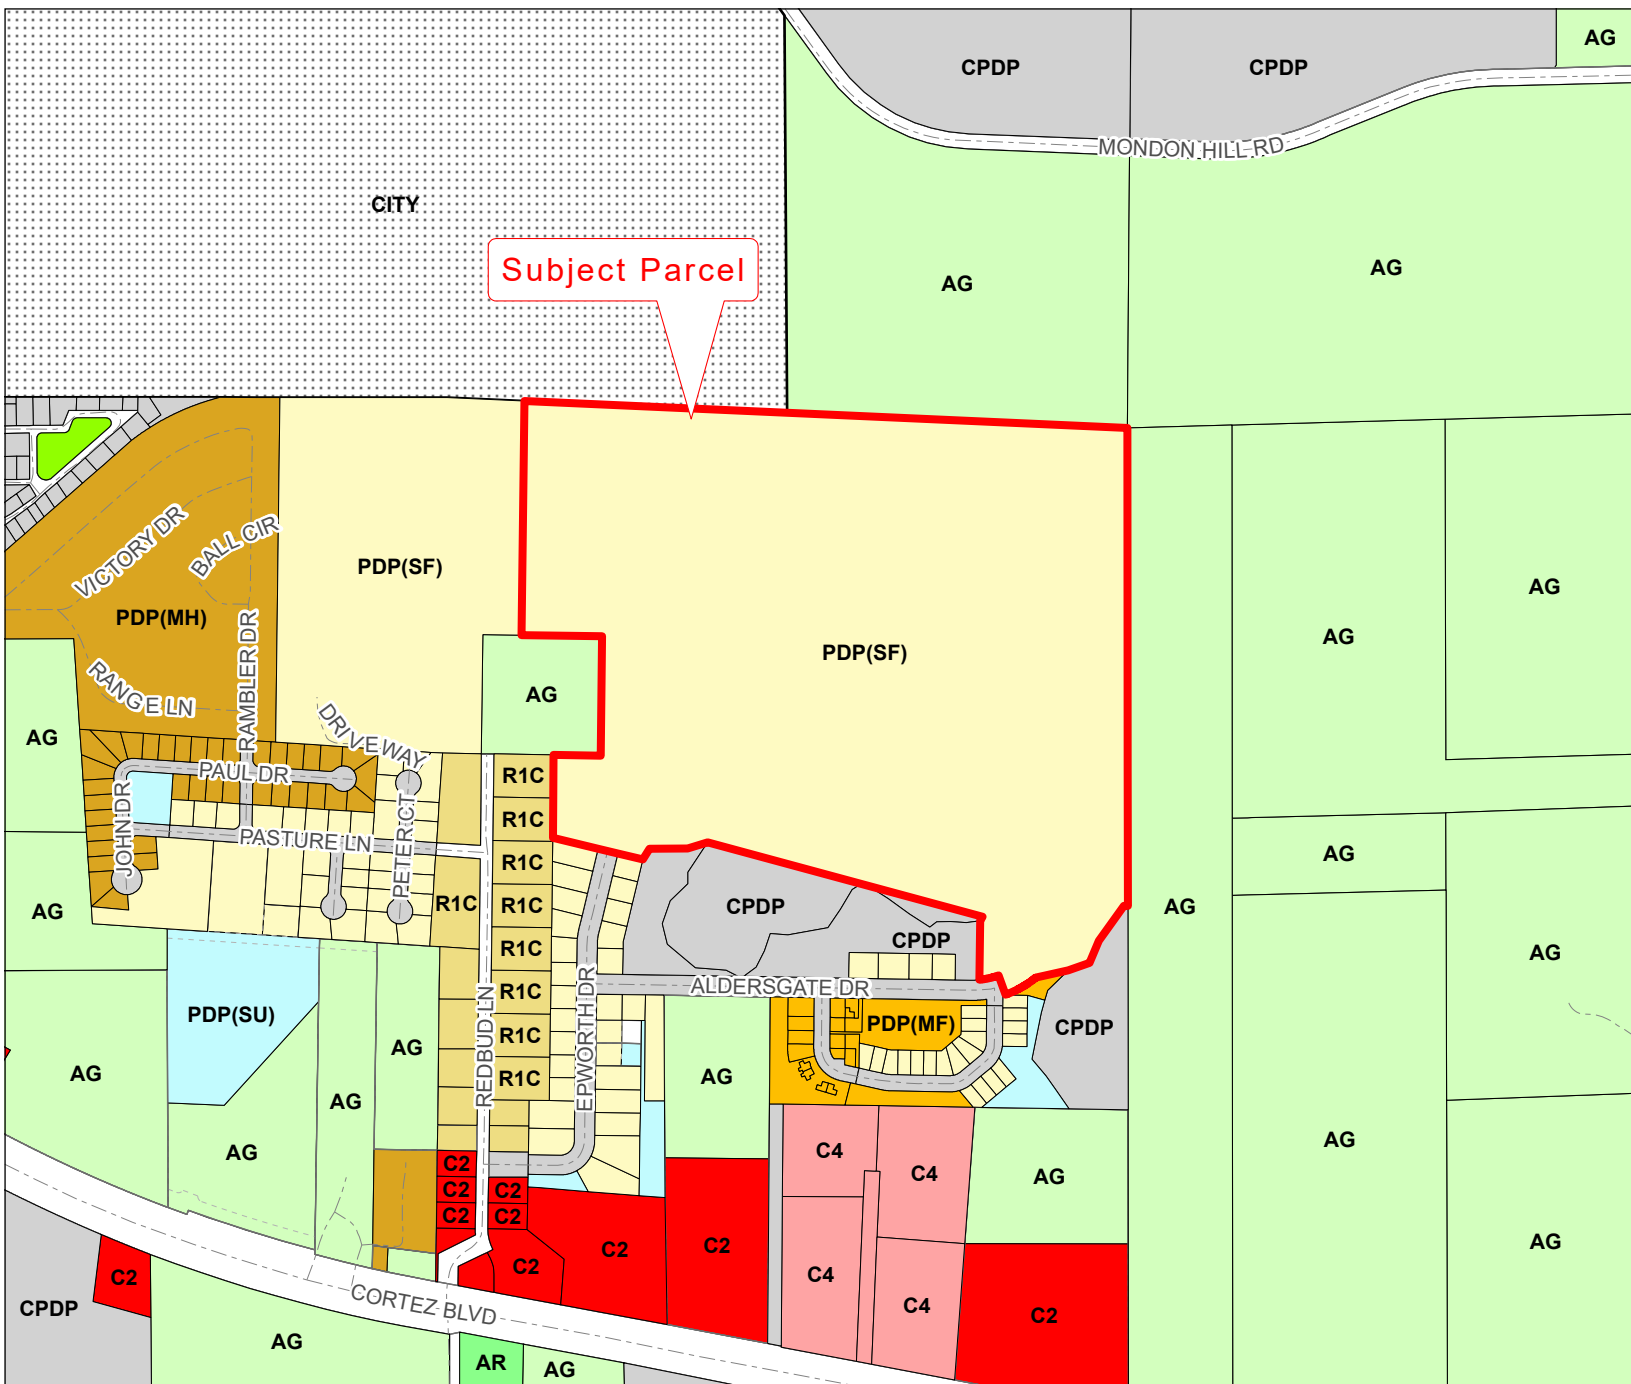 AG
CPDP
CPDP
MONDON HILL RD
CITY
Subject Parcel
AG
AG
VICTORY DR
BALL CIR
PDP(SF)
PDP(MH)
AG
AG
RAMBLER DR
PDP(SF)
RANGE LN
AG
DRIVEWAY
AG
PAUL DR
R1C
JOHN DR
R1C
PASTURE LN
PETER CT
R1C
AG
R1C
R1C
CPDP
AG
AG
CPDP
R1C
AG
ALDERSGATE DR
R1C
PDP(SU)
REDBUD LN
EPWORTH DR
PDP(MF)
CPDP
R1C
AG
AG
R1C
AG
AG
AG
AG
C4
C4
AG
C2
C2
C2
C2
C2
C2
C2
C2
AG
C2
C4
C4
C2
CPDP
CORTEZ BLVD
AG
AR
AG